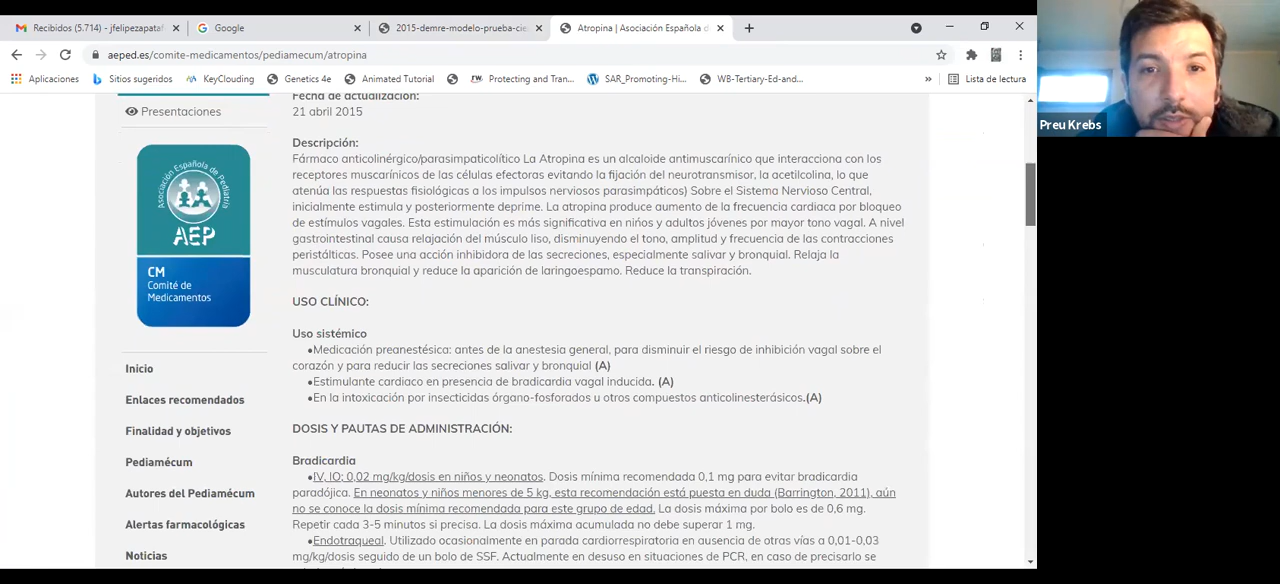 Recibidos (5.714) - jfelipezapata
Google
2015-demre-modelo-prueba-cie
Atropina | Asociación Española d
aeped.es/comite-medicamentos/pediamecum/atropina
Aplicaciones
Sitios sugeridos
KeyClouding
Genetics 4e
Animated Tutorial
Protecting and Tran...
SAR_Promoting-Hi...
WB-Tertiary-Ed-and...
»
Lista de lectura
Preu Krebs
Presentaciones
Asociación Española de Pediatría
AEP
CM
Comité de
Medicamentos
Inicio
Enlaces recomendados
Finalidad y objetivos
Pediamécum
Autores del Pediamécum
Alertas farmacológicas
Noticias
Fecha de actualización:
21 abril 2015
Descripción:
Fármaco anticolinérgico/parasimpaticolítico La Atropina es un alcaloide antimuscarínico que interacciona con los
receptores muscarínicos de las células efectoras evitando la fijación del neurotransmisor, la acetilcolina, lo que
atenúa las respuestas fisiológicas a los impulsos nerviosos parasimpáticos) Sobre el Sistema Nervioso Central,
inicialmente estimula y posteriormente deprime. La atropina produce aumento de la frecuencia cardiaca por bloqueo
de estímulos vagales. Esta estimulación es más significativa en niños y adultos jóvenes por mayor tono vagal. A nivel
gastrointestinal causa relajación del músculo liso, disminuyendo el tono, amplitud y frecuencia de las contracciones
peristálticas. Posee una acción inhibidora de las secreciones, especialmente salivar y bronquial. Relaja la
musculatura bronquial y reduce la aparición de laringoespamo. Reduce la transpiración.
USO CLÍNICO:
Uso sistémico
•Medicación preanestésica: antes de la anestesia general, para disminuir el riesgo de inhibición vagal sobre el
corazón y para reducir las secreciones salivar y bronquial (A)
•Estimulante cardiaco en presencia de bradicardia vagal inducida. (A)
•En la intoxicación por insecticidas órgano-fosforados u otros compuestos anticolinesterásicos.(A)
DOSIS Y PAUTAS DE ADMINISTRACIÓN:
Bradicardia
•IV, IO; 0,02 mg/kg/dosis en niños y neonatos. Dosis mínima recomendada 0,1 mg para evitar bradicardia
paradójica. En neonatos y niños menores de 5 kg, esta recomendación está puesta en duda (Barrington, 2011), aún
no se conoce la dosis mínima recomendada para este grupo de edad. La dosis máxima por bolo es de 0,6 mg.
Repetir cada 3-5 minutos si precisa. La dosis máxima acumulada no debe superar 1 mg.
•Endotraqueal. Utilizado ocasionalmente en parada cardiorrespiratoria en ausencia de otras vías a 0,01-0,03
mg/kg/dosis seguido de un bolo de SSF. Actualmente en desuso en situaciones de PCR, en caso de precisarlo se